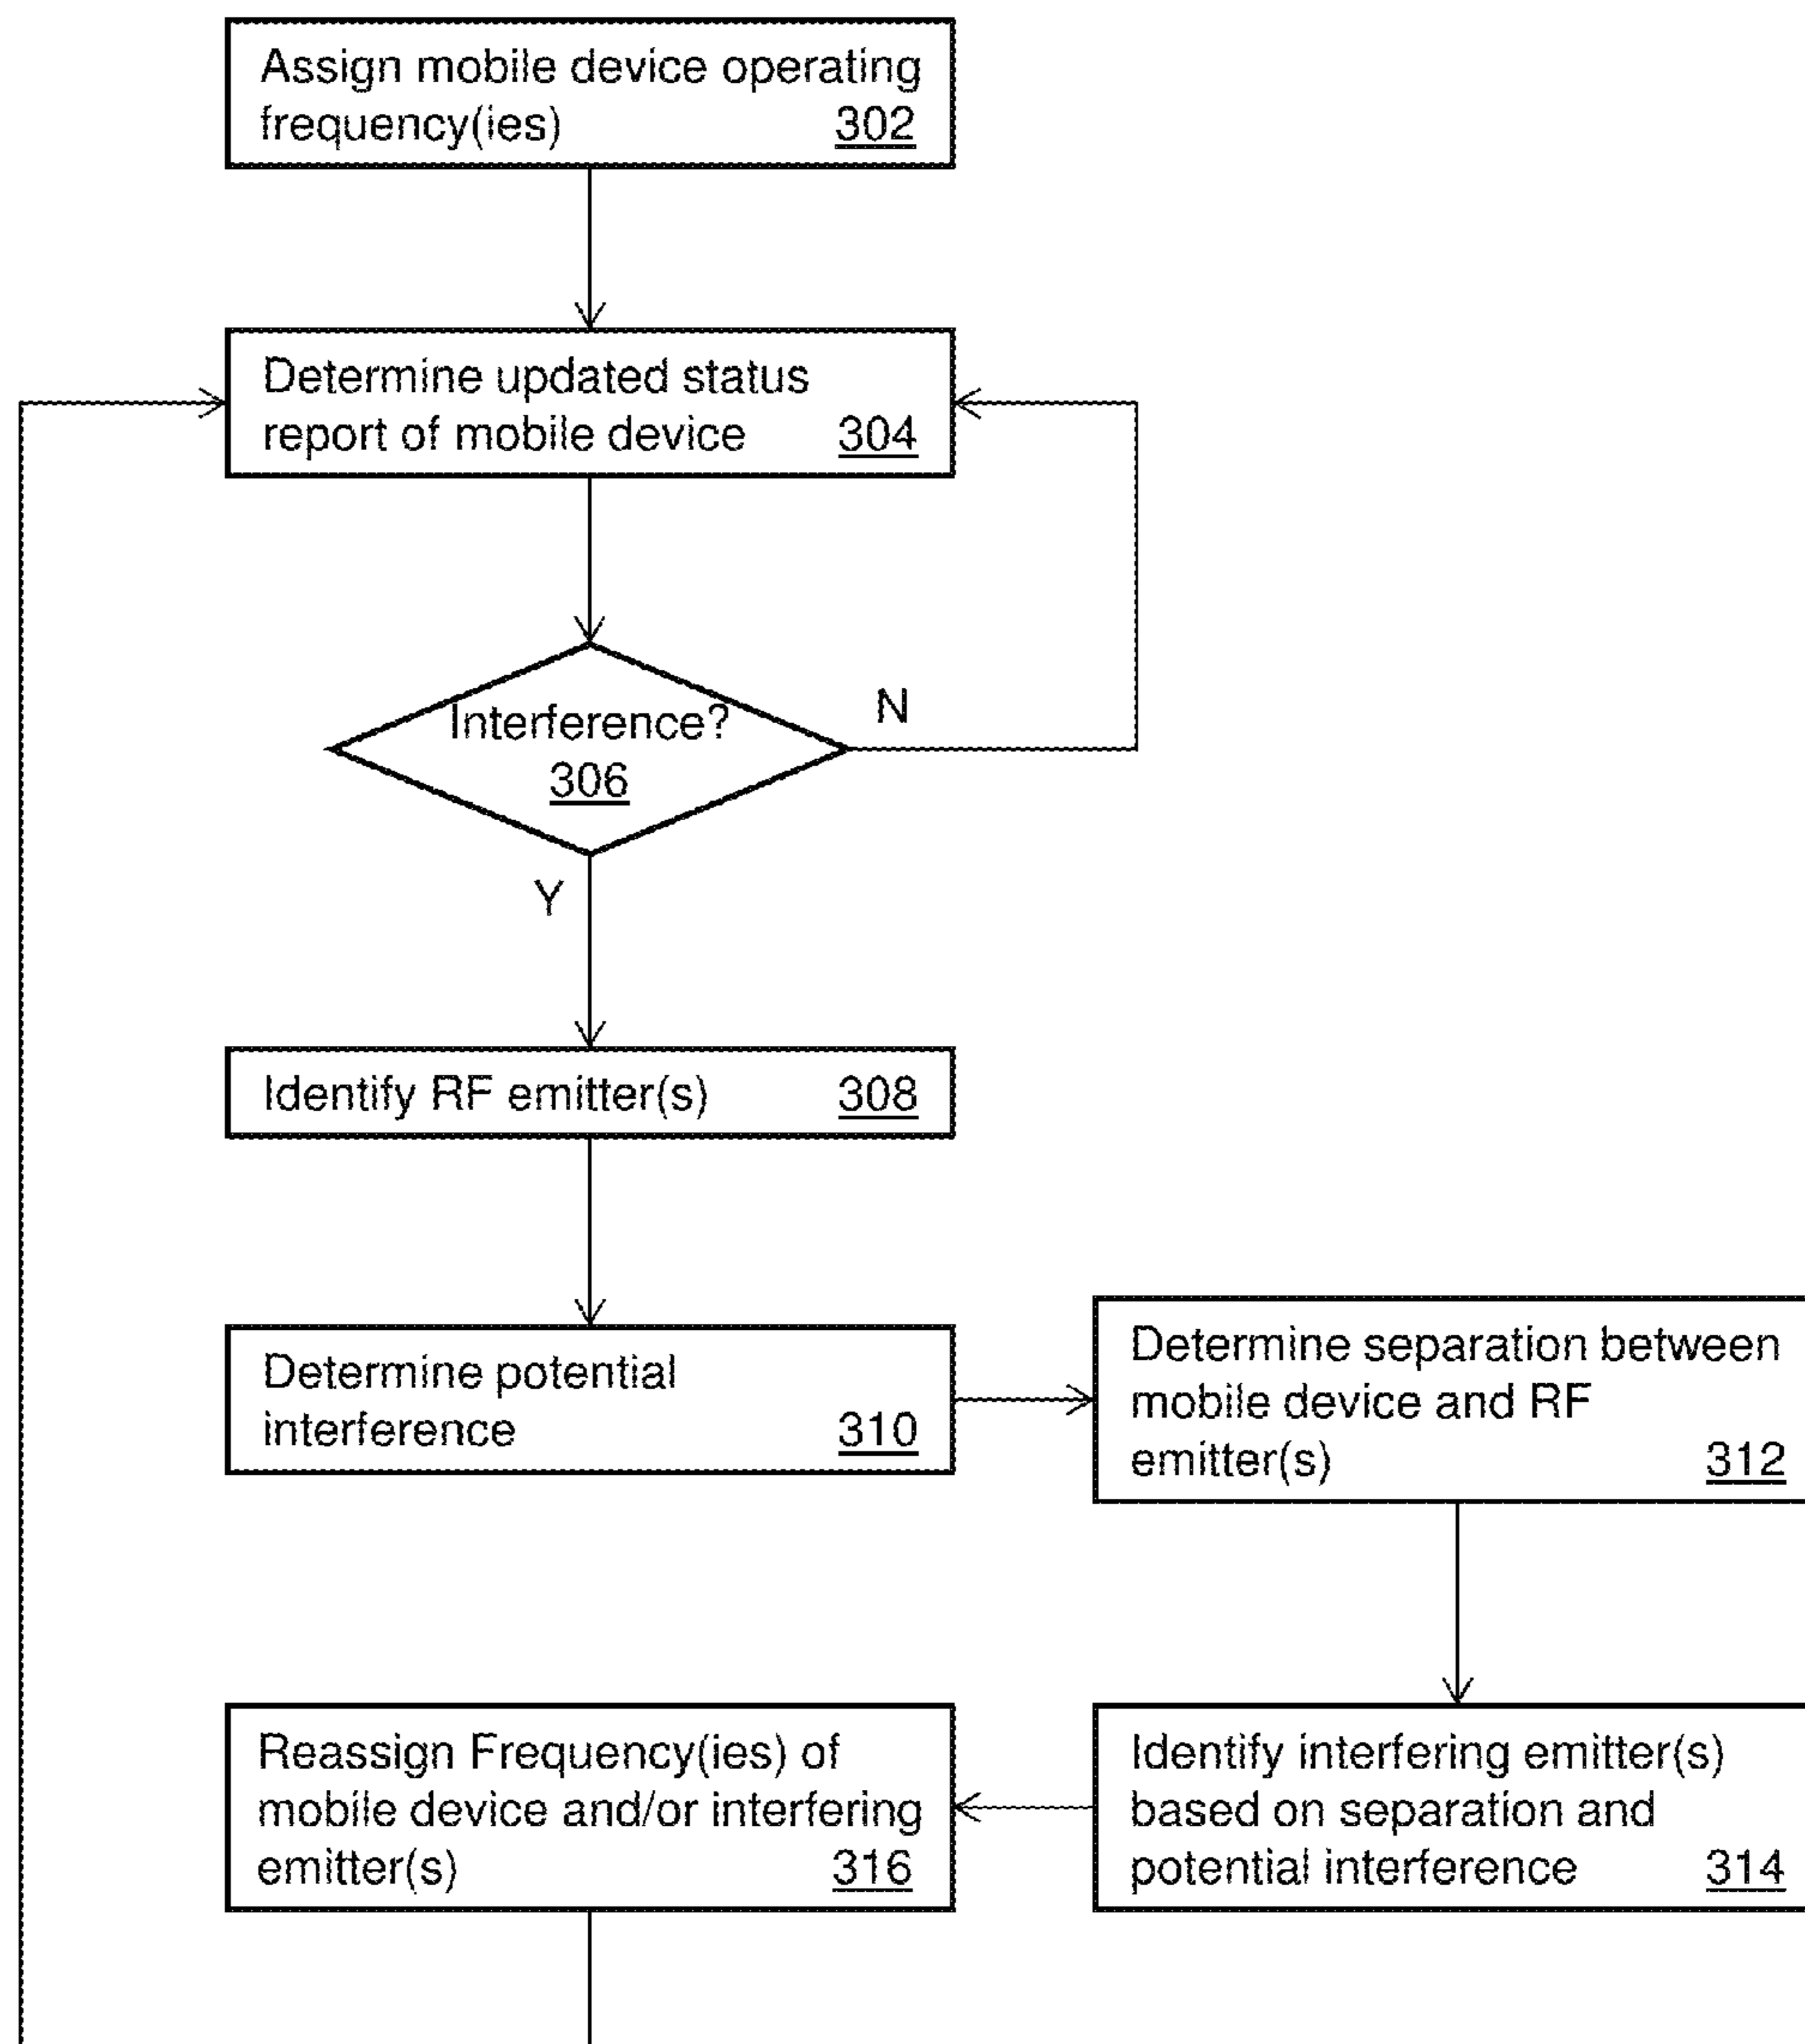 Assign mobile device operating
frequency(ies) 302
Determine updated status
report of mobile device 304
Interference?
306
N
Y
Identify RF emitter(s) 308
Determine potential
interference 310
Determine separation between
mobile device and RF
emitter(s) 312
Identify interfering emitter(s)
based on separation and
potential interference 314
Reassign Frequency(ies) of
mobile device and/or interfering
emitter(s) 316